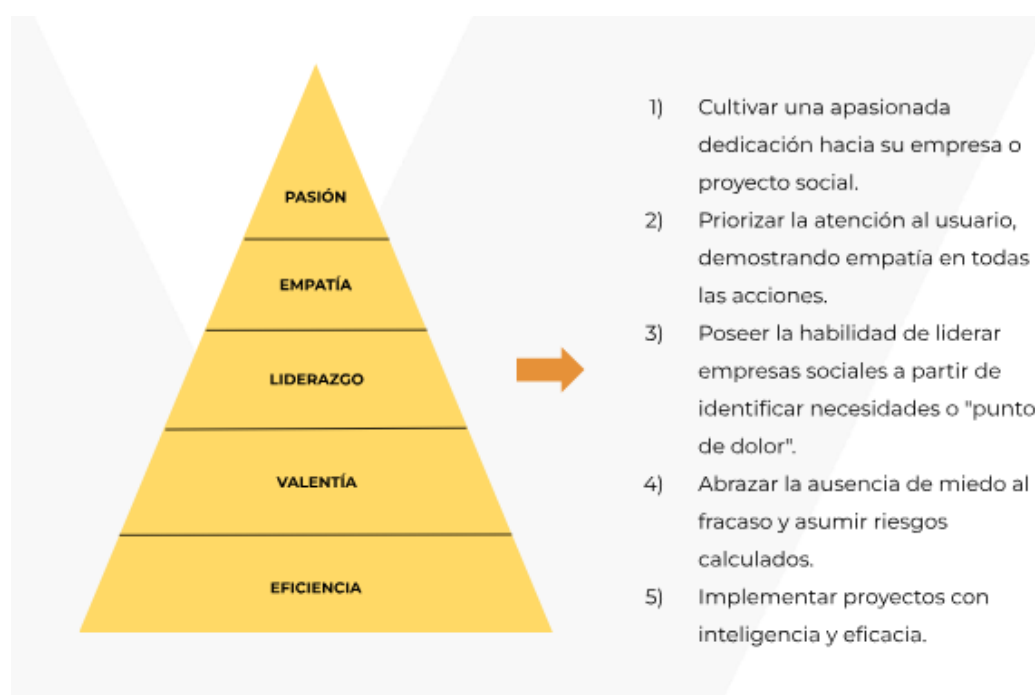 PASIÓN
EMPATÍA
LIDERAZGO
VALENTÍA
EFICIENCIA
1) Cultivar una apasionada
dedicación hacia su empresa o
proyecto social.
2) Priorizar la atención al usuario,
demostrando empatía en todas
las acciones.
3) Poseer la habilidad de liderar
empresas sociales a partir de
identificar necesidades o "punto
de dolor".
4) Abrazar la ausencia de miedo al
fracaso y asumir riesgos
calculados.
5) Implementar proyectos con
inteligencia y eficacia.